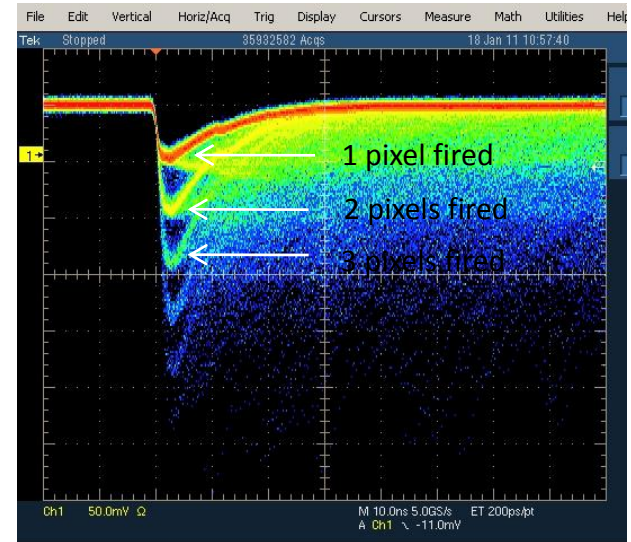 File Edit Vertical Horiz/Acq Trig Display Cursors Measure Math Utilities Help
Tek Stopped 35932582 Acqs 18 Jan 11 10:57:40
1 pixel fired
1
2 pixels fired
3 pixels fired
Ch1 50.0mV Ω M 10.0ns 5.0GS/s ET 200ps/pt
A Ch1 \ -11.0mV